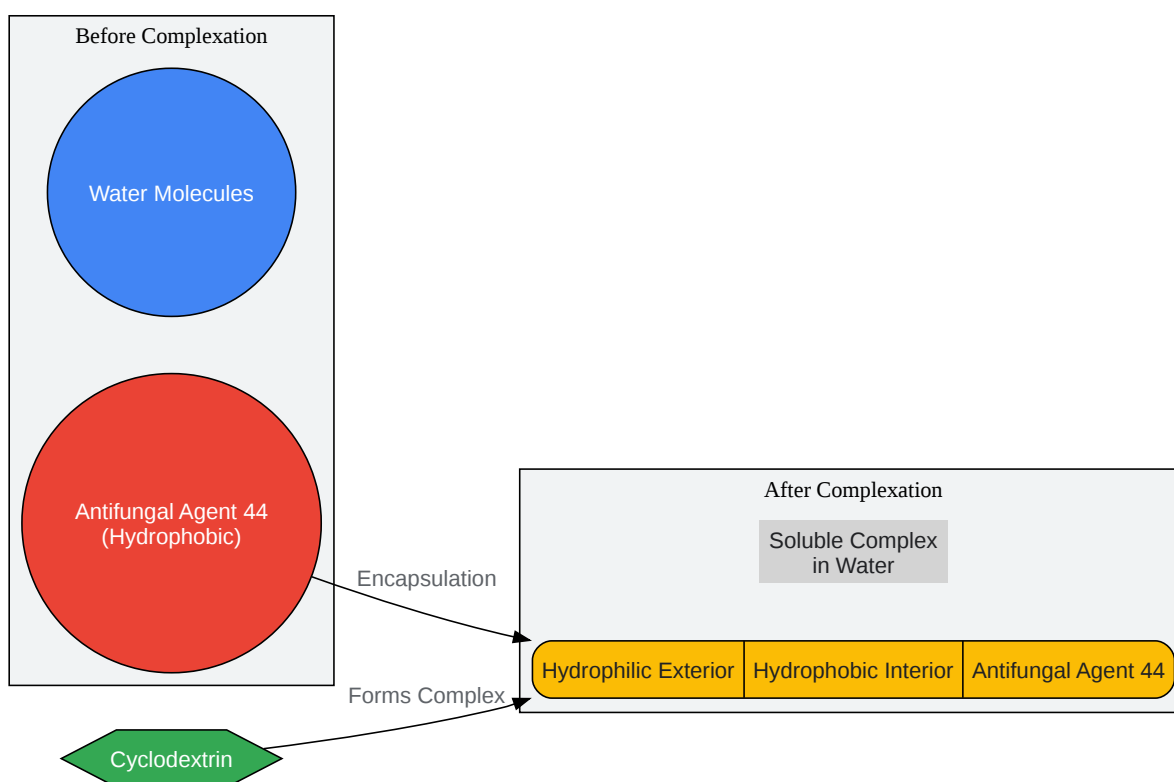 Before Complexation
Water Molecules
Antifungal Agent 44
(Hydrophobic)
Encapsulation
Forms Complex
Cyclodextrin
After Complexation
Soluble Complex
in Water
Hydrophilic Exterior
Hydrophobic Interior
Antifungal Agent 44